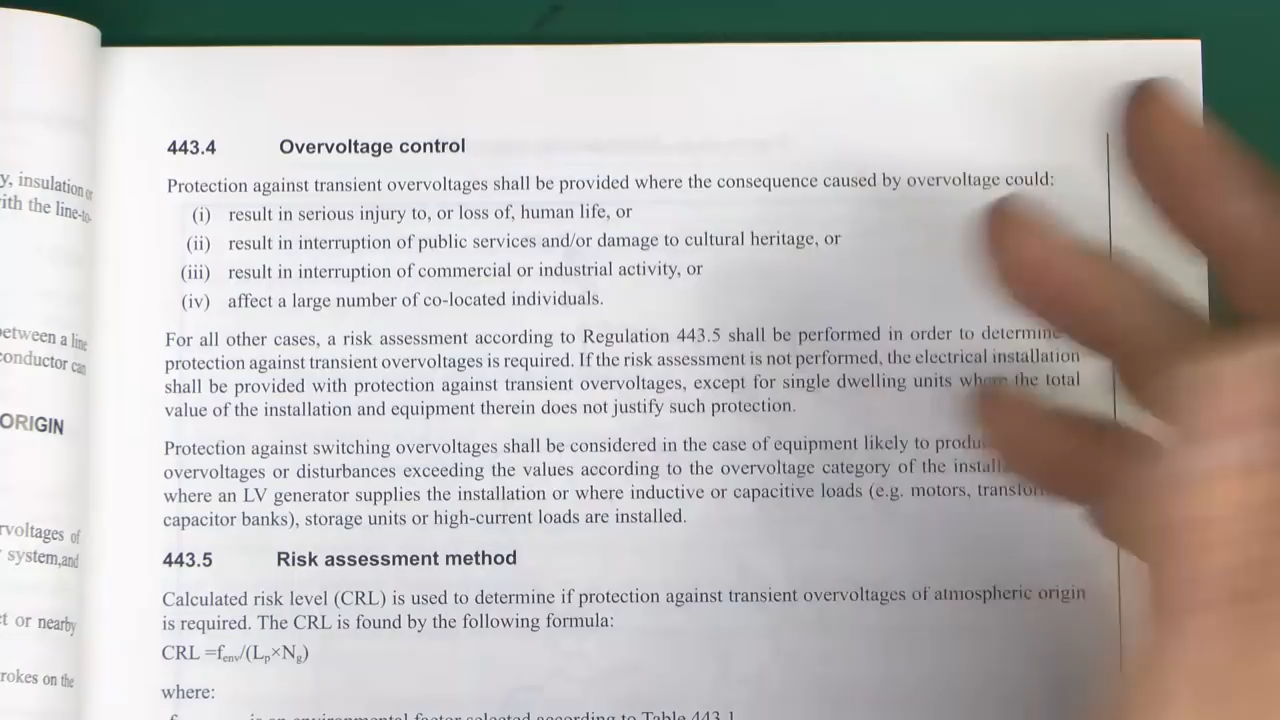 y, insulation or
ith the line-to-
etween a line
conductor can
ORIGIN
rvoltages of
system,and
t or nearby
rokes on the
443.4 Overvoltage control
Protection against transient overvoltages shall be provided where the consequence caused by overvoltage could:
(i) result in serious injury to, or loss of, human life, or
(ii) result in interruption of public services and/or damage to cultural heritage, or
(iii) result in interruption of commercial or industrial activity, or
(iv) affect a large number of co-located individuals.
For all other cases, a risk assessment according to Regulation 443.5 shall be performed in order to determine
protection against transient overvoltages is required. If the risk assessment is not performed, the electrical installation
shall be provided with protection against transient overvoltages, except for single dwelling units where the total
value of the installation and equipment therein does not justify such protection.
Protection against switching overvoltages shall be considered in the case of equipment likely to produ
overvoltages or disturbances exceeding the values according to the overvoltage category of the install
where an LV generator supplies the installation or where inductive or capacitive loads (e.g. motors, transfor
capacitor banks), storage units or high-current loads are installed.
443.5 Risk assessment method
Calculated risk level (CRL) is used to determine if protection against transient overvoltages of atmospheric origin
is required. The CRL is found by the following formula:
CRL =fenv/(Lp×Ng)
where:
is an environmental factor selected according to Table 443.1